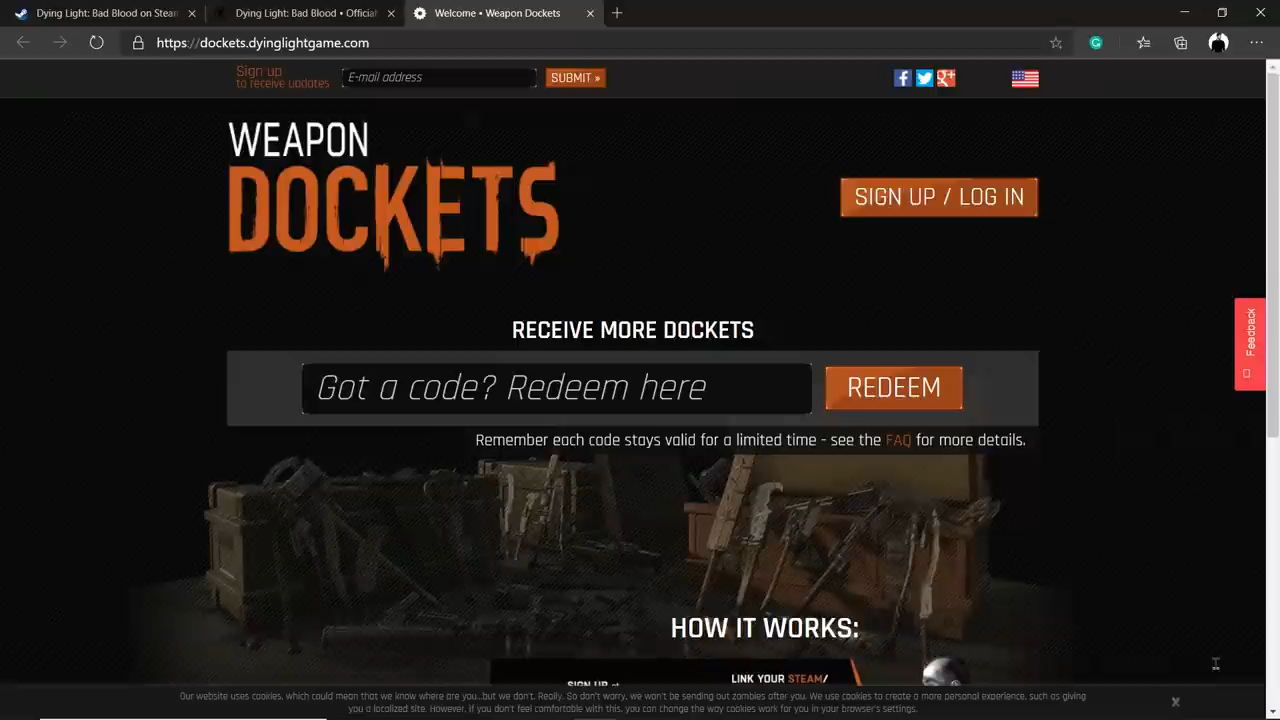 Dying Light: Bad Blood on Steam
Dying Light: Bad Blood • Official
Welcome • Weapon Dockets
https://dockets.dyinglightgame.com
Sign up
to receive updates
E-mail address
SUBMIT »
WEAPON
DOCKETS
SIGN UP / LOG IN
RECEIVE MORE DOCKETS
Got a code? Redeem here
REDEEM
Remember each code stays valid for a limited time - see the FAQ for more details.
Feedback
HOW IT WORKS:
SIGN UP at
LINK YOUR STEAM/
Our website uses cookies, which could mean that we know where are you...but we don't. Really. So don't worry, we won't be sending out zombies after you. We use cookies to create a more personal experience, such as giving
you a localized site. However, if you don't feel comfortable with this, you can change the way cookies work for you in your browser's settings.